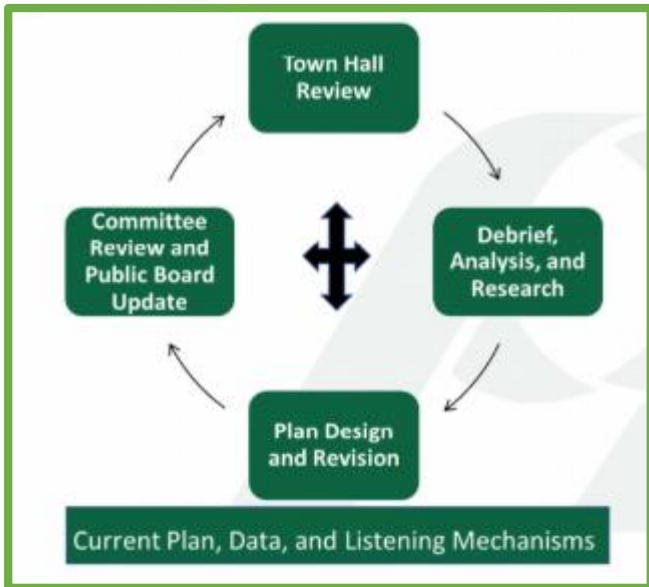 Town Hall
Review
Committee
Review and
Public Board
Update
Debrief,
Analysis, and
Research
Plan Design
and Revision
Current Plan, Data, and Listening Mechanisms